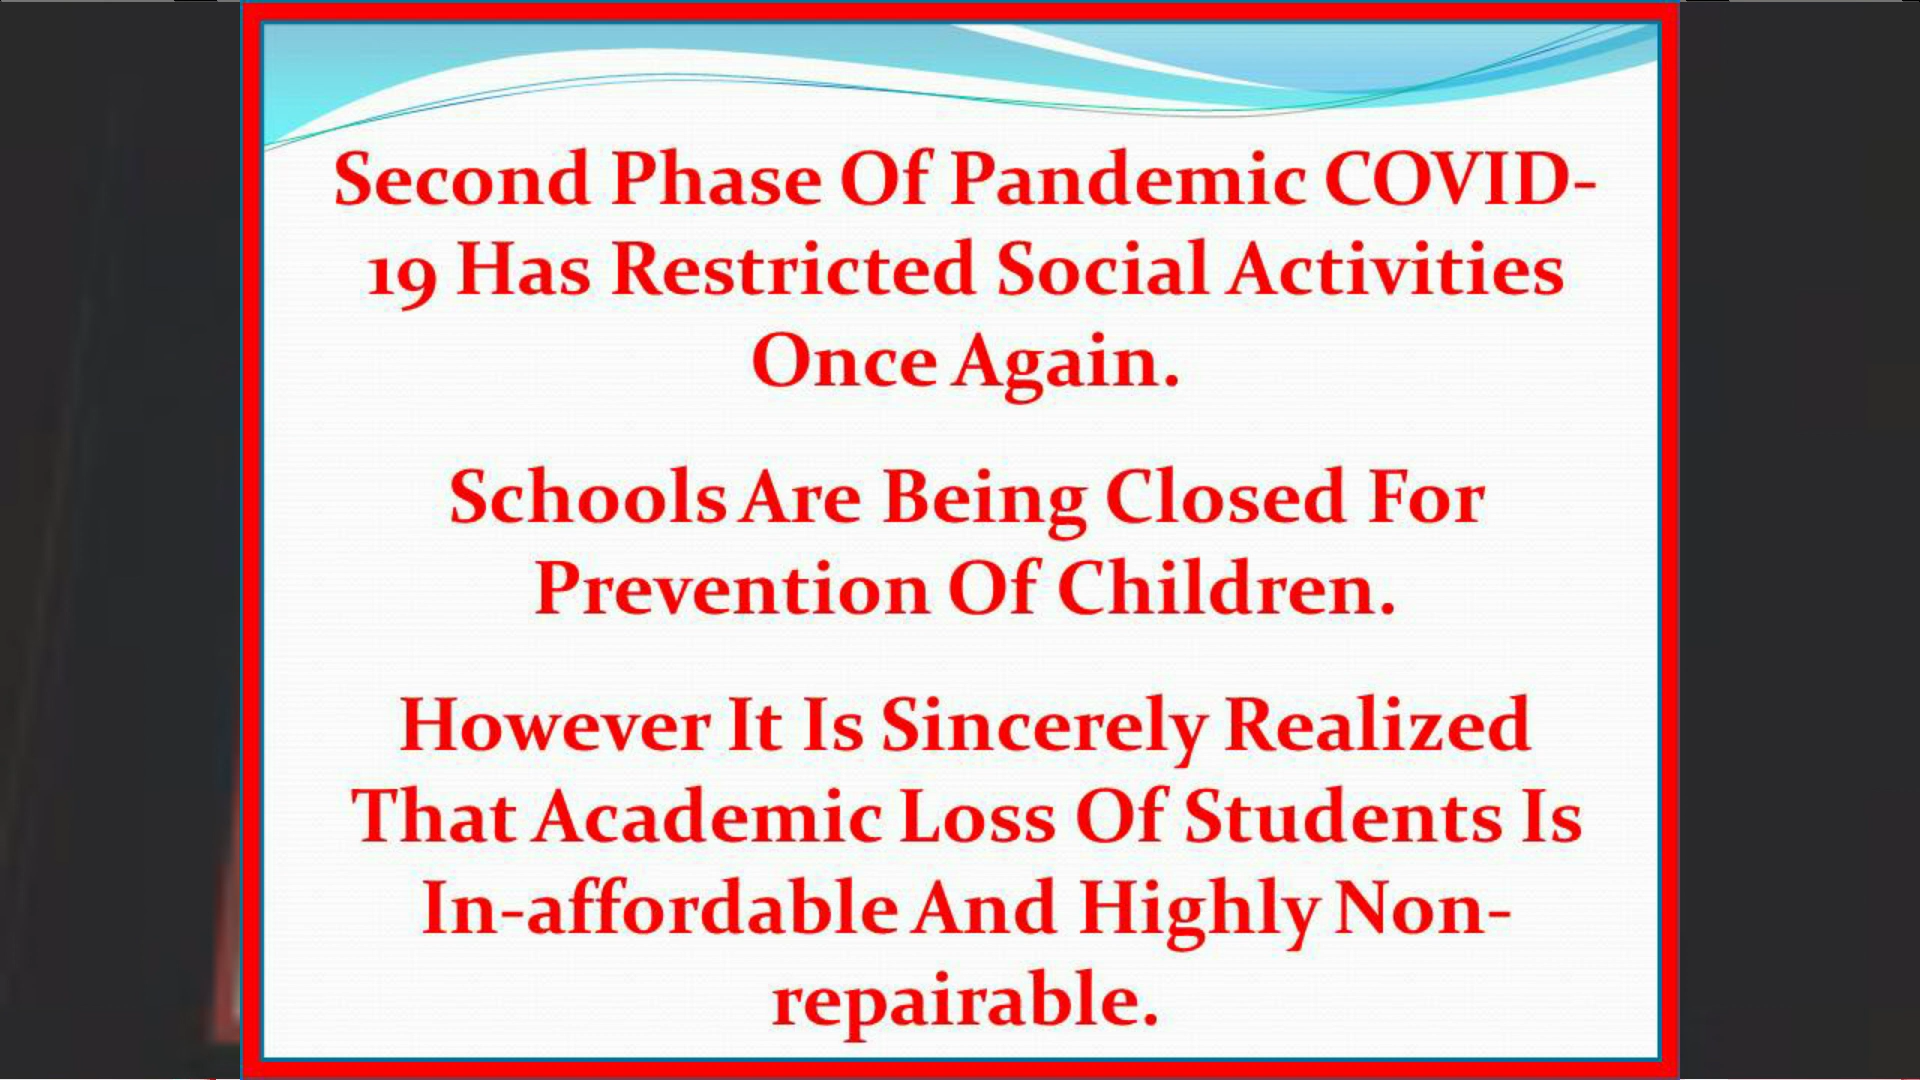 Second Phase Of Pandemic COVID-
19 Has Restricted Social Activities
Once Again.
Schools Are Being Closed For
Prevention Of Children.
However It Is Sincerely Realized
That Academic Loss Of Students Is
In-affordable And Highly Non-
repairable.